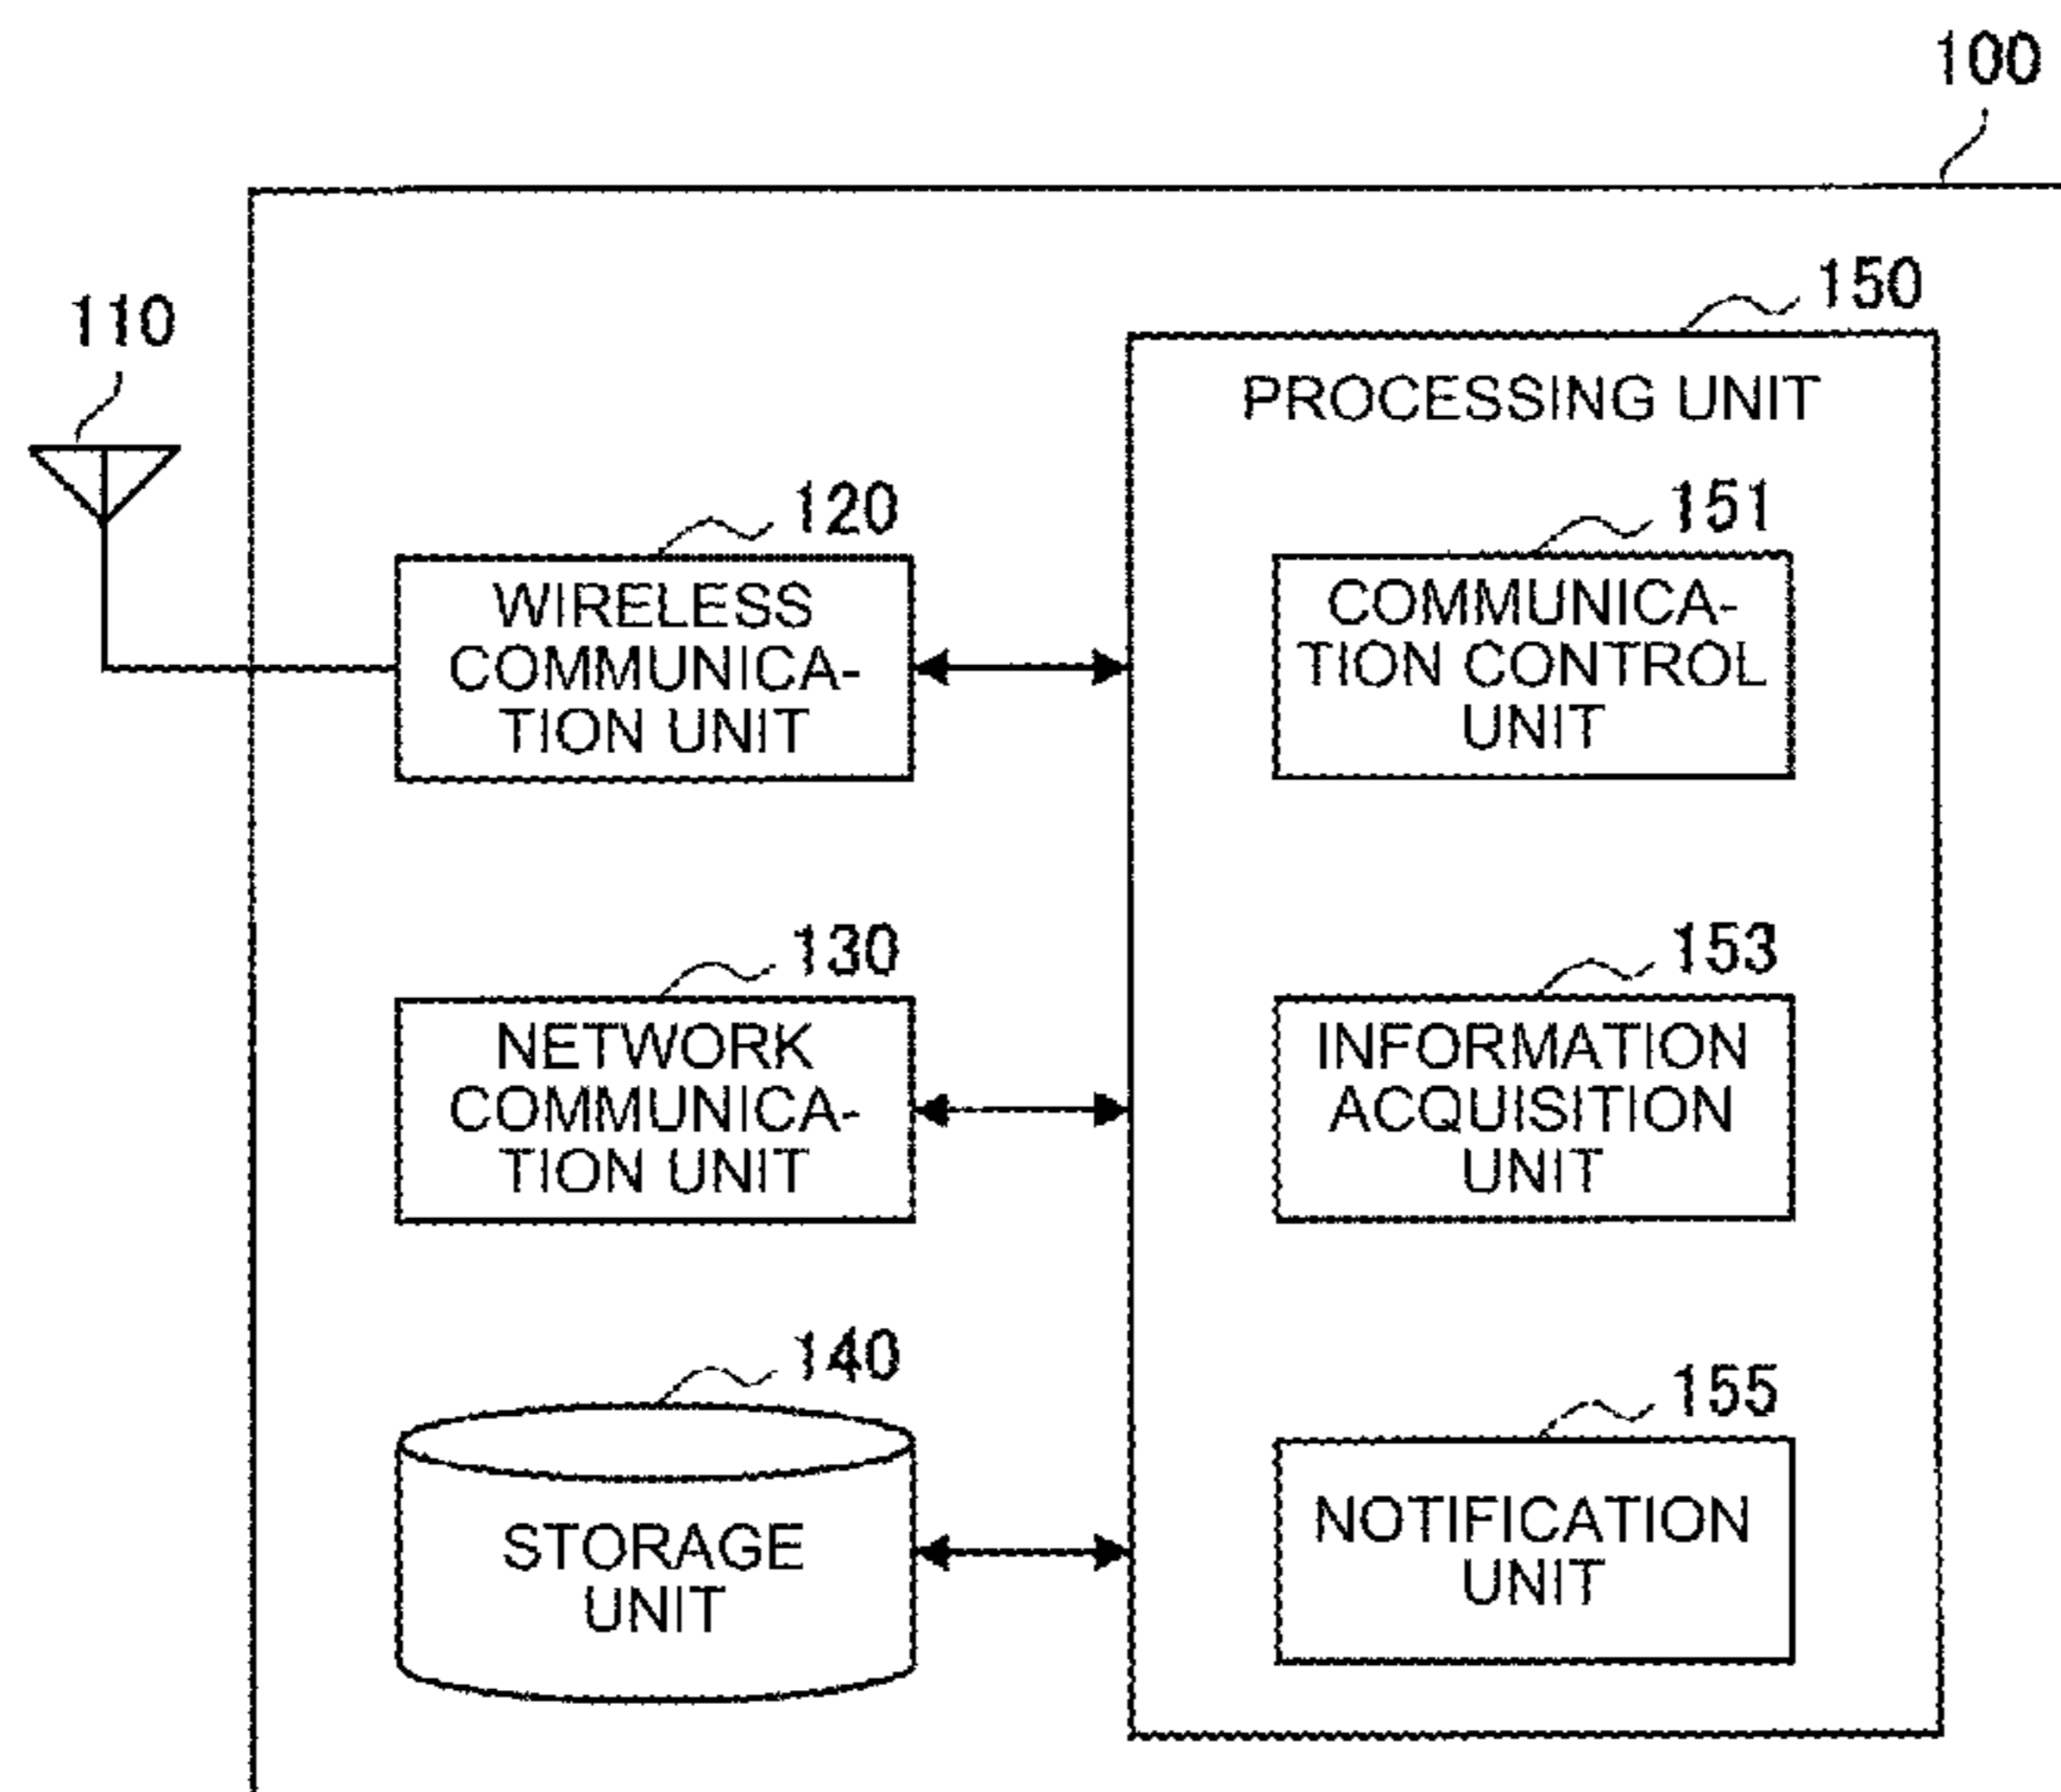 100
150
110
PROCESSING UNIT
120
151
WIRELESS
COMMUNICA-
TION UNIT
COMMUNICA-
TION CONTROL
UNIT
130
153
NETWORK
COMMUNICA-
TION UNIT
INFORMATION
ACQUISITION
UNIT
140
155
STORAGE
UNIT
NOTIFICATION
UNIT